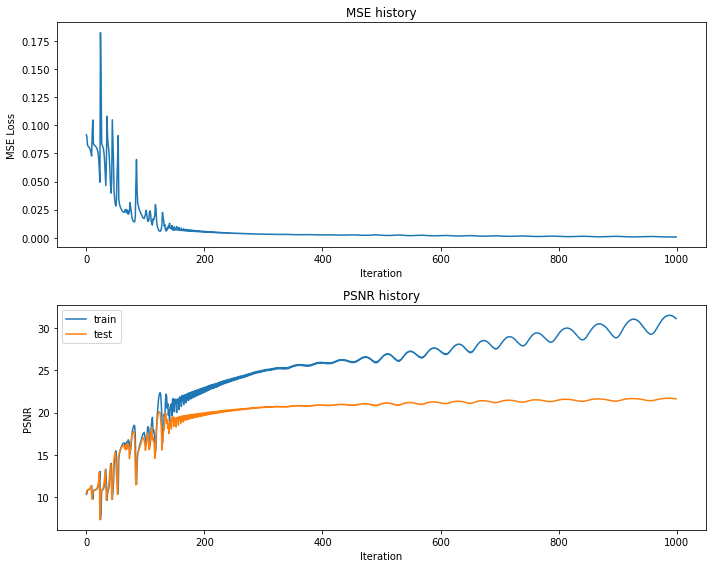 MSE history
0.175
0.150
0.125
0.100
0.075
0.050
0.025
0.000
MSE Loss
0 200 400 600 800 1000
Iteration
PSNR history
train
test
30
25
20
15
10
PSNR
0 200 400 600 800 1000
Iteration